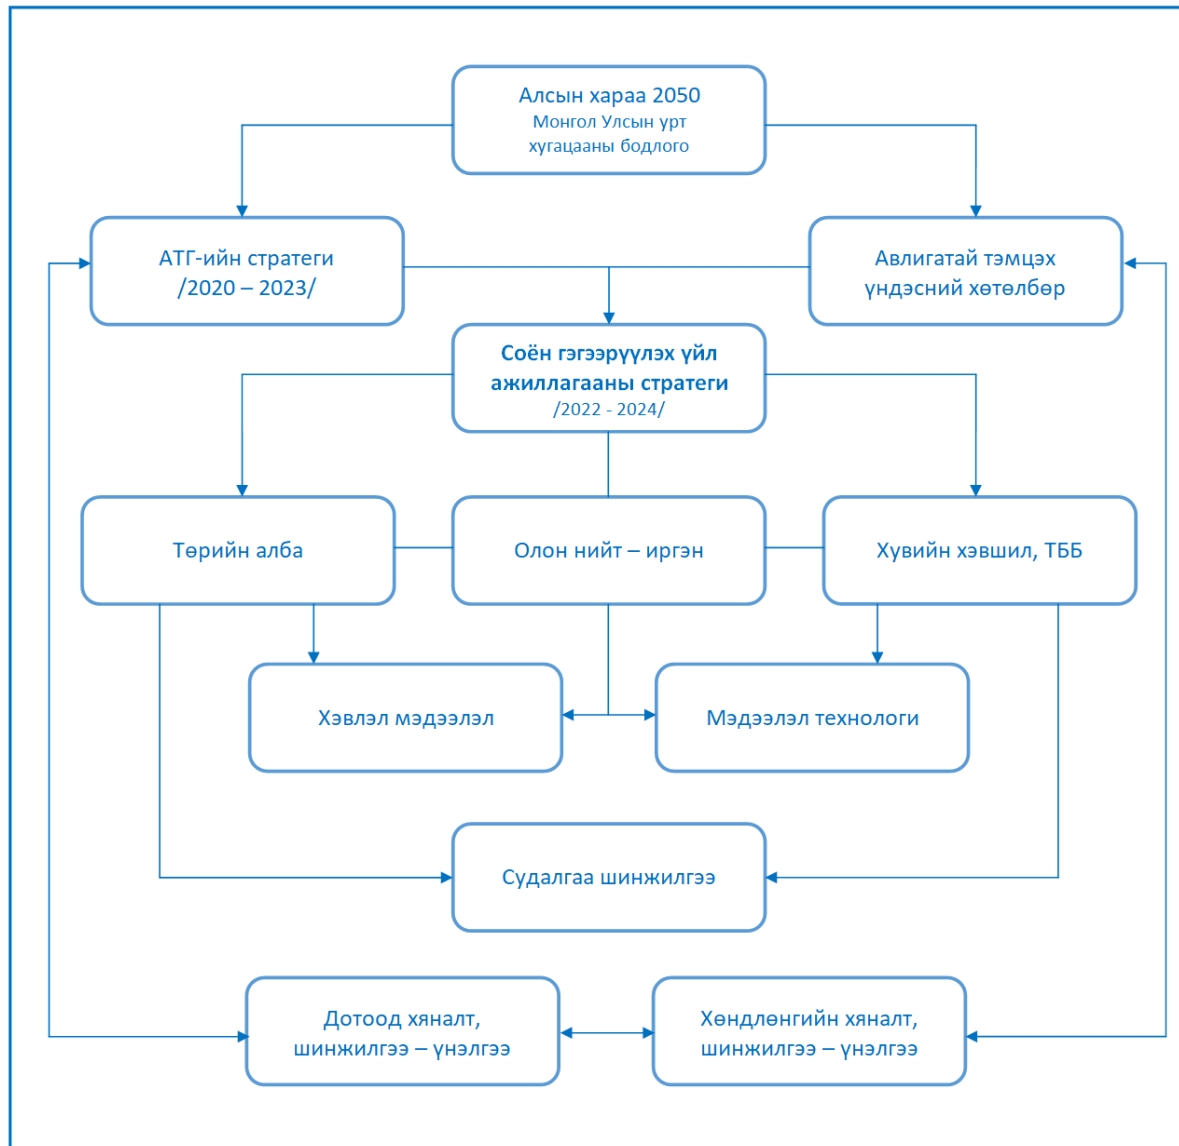 Алсын хараа 2050
Монгол Улсын урт
хугацааны бодлого
АТГ-ийн стратеги
/2020 – 2023/
Авлигатай тэмцэх
үндэсний хөтөлбөр
Соён гэгээрүүлэх үйл
ажиллагааны стратеги
/2022 - 2024/
Төрийн алба
Олон нийт – иргэн
Хувийн хэвшил, ТББ
Хэвлэл мэдээлэл
Мэдээлэл технологи
Судалгаа шинжилгээ
Дотоод хяналт,
шинжилгээ – үнэлгээ
Хөндлөнгийн хяналт,
шинжилгээ – үнэлгээ